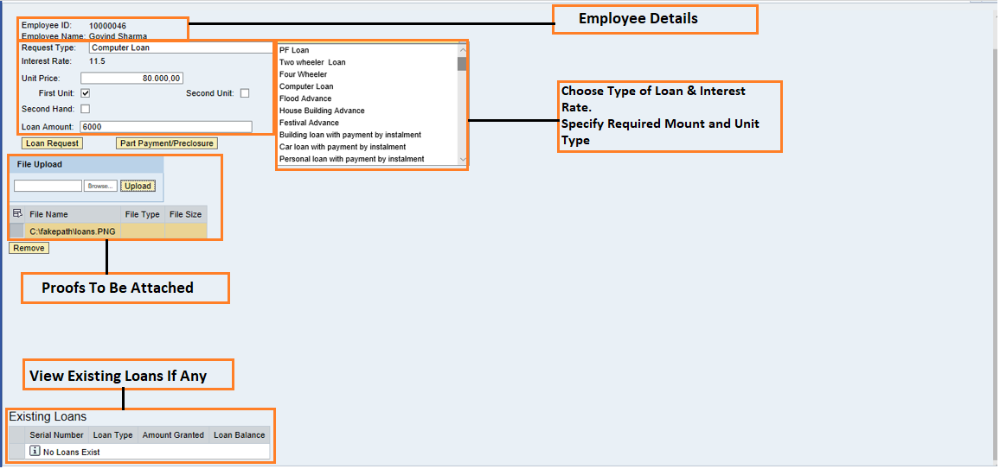 Employee ID: 10000046
Employee Name: Govind Sharma
Employee Details
Request Type: Computer Loan
Interest Rate: 11.5
Unit Price: 80.000,00
First Unit: Second Unit:
Second Hand:
Loan Amount: 6000
Loan Request Part Payment/Preclosure
PF Loan
Two wheeler Loan
Four Wheeler
Computer Loan
Flood Advance
House Building Advance
Festival Advance
Building loan with payment by instalment
Car loan with payment by instalment
Personal loan with payment by instalment
Choose Type of Loan & Interest
Rate.
Specify Required Mount and Unit
Type
File Upload
Browse... Upload
File Name File Type File Size
C:\fakepath\loans.PNG
Remove
Proofs To Be Attached
View Existing Loans If Any
Existing Loans
Serial Number Loan Type Amount Granted Loan Balance
No Loans Exist